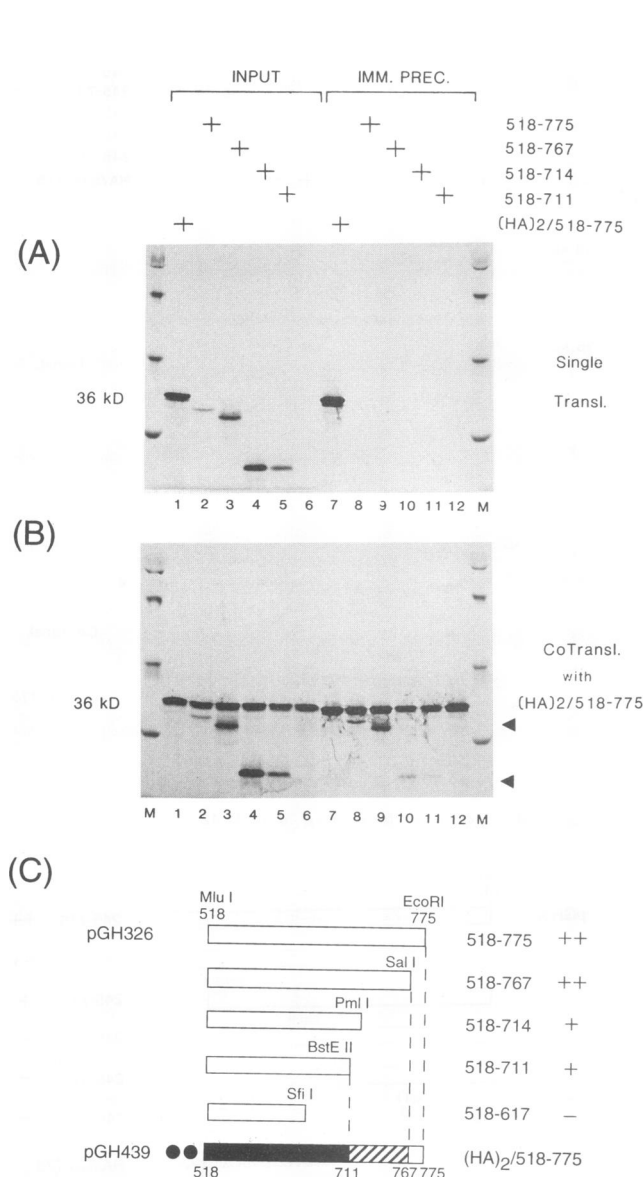 INPUT IMM. PREC.
+ + 518-775
+ + 518-767
+ + 518-714
+ + 518-711
+ + (HA)2/518-775
(A)
Single
36 kD Transl.
1 2 3 4 5 6 7 8 9 10 11 12 M
(B)
CoTransl.
with
36 kD (HA)2/518-775
M 1 2 3 4 5 6 7 8 9 10 11 12 M
(C)
Mlu I EcoRI
518 775
pGH326 518-775 ++
Sal I
518-767 ++
Pml I
518-714 +
BstE II
518-711 +
Sfi I
518-617 −
pGH439 (HA)2/518-775
518 711 767 775